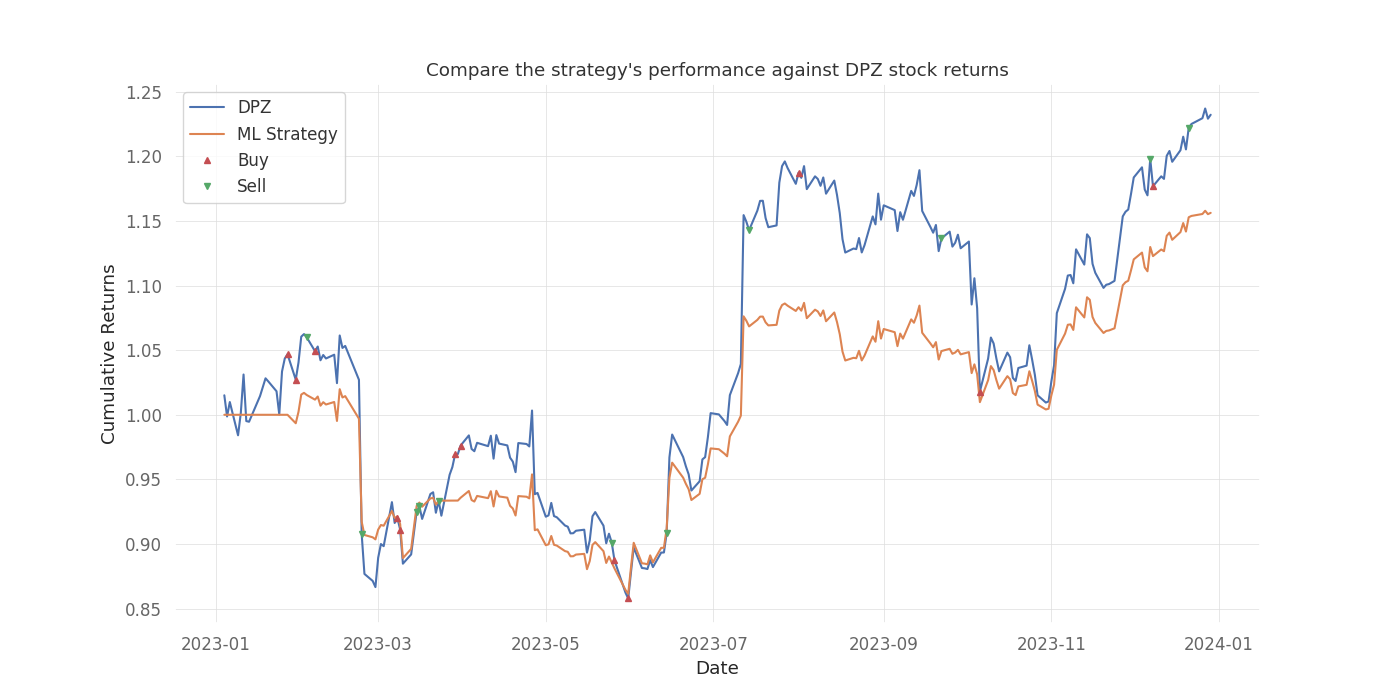 Compare the strategy's performance against DPZ stock returns
DPZ
ML Strategy
Buy
Sell
Cumulative Returns
1.25
1.20
1.15
1.10
1.05
1.00
0.95
0.90
0.85
2023-01
2023-03
2023-05
2023-07
2023-09
2023-11
2024-01
Date